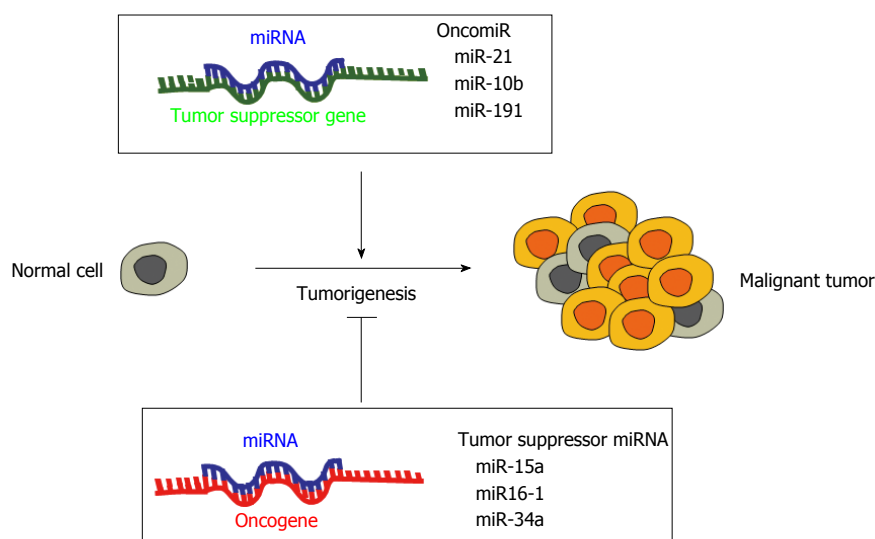 miRNA
Tumor suppressor gene
OncomiR
miR-21
miR-10b
miR-191
Normal cell
Tumorigenesis
Malignant tumor
miRNA
Oncogene
Tumor suppressor miRNA
miR-15a
miR16-1
miR-34a